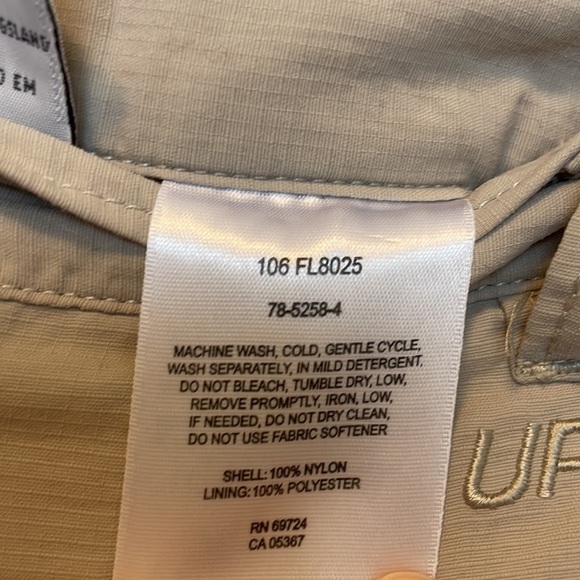 EM
106 FL8025
78-5258-4
MACHINE WASH, COLD, GENTLE CYCLE,
WASH SEPARATELY, IN MILD DETERGENT.
DO NOT BLEACH, TUMBLE DRY, LOW,
REMOVE PROMPTLY, IRON, LOW,
IF NEEDED, DO NOT DRY CLEAN,
DO NOT USE FABRIC SOFTENER
SHELL: 100% NYLON
LINING: 100% POLYESTER
RN 69724
CA 05367